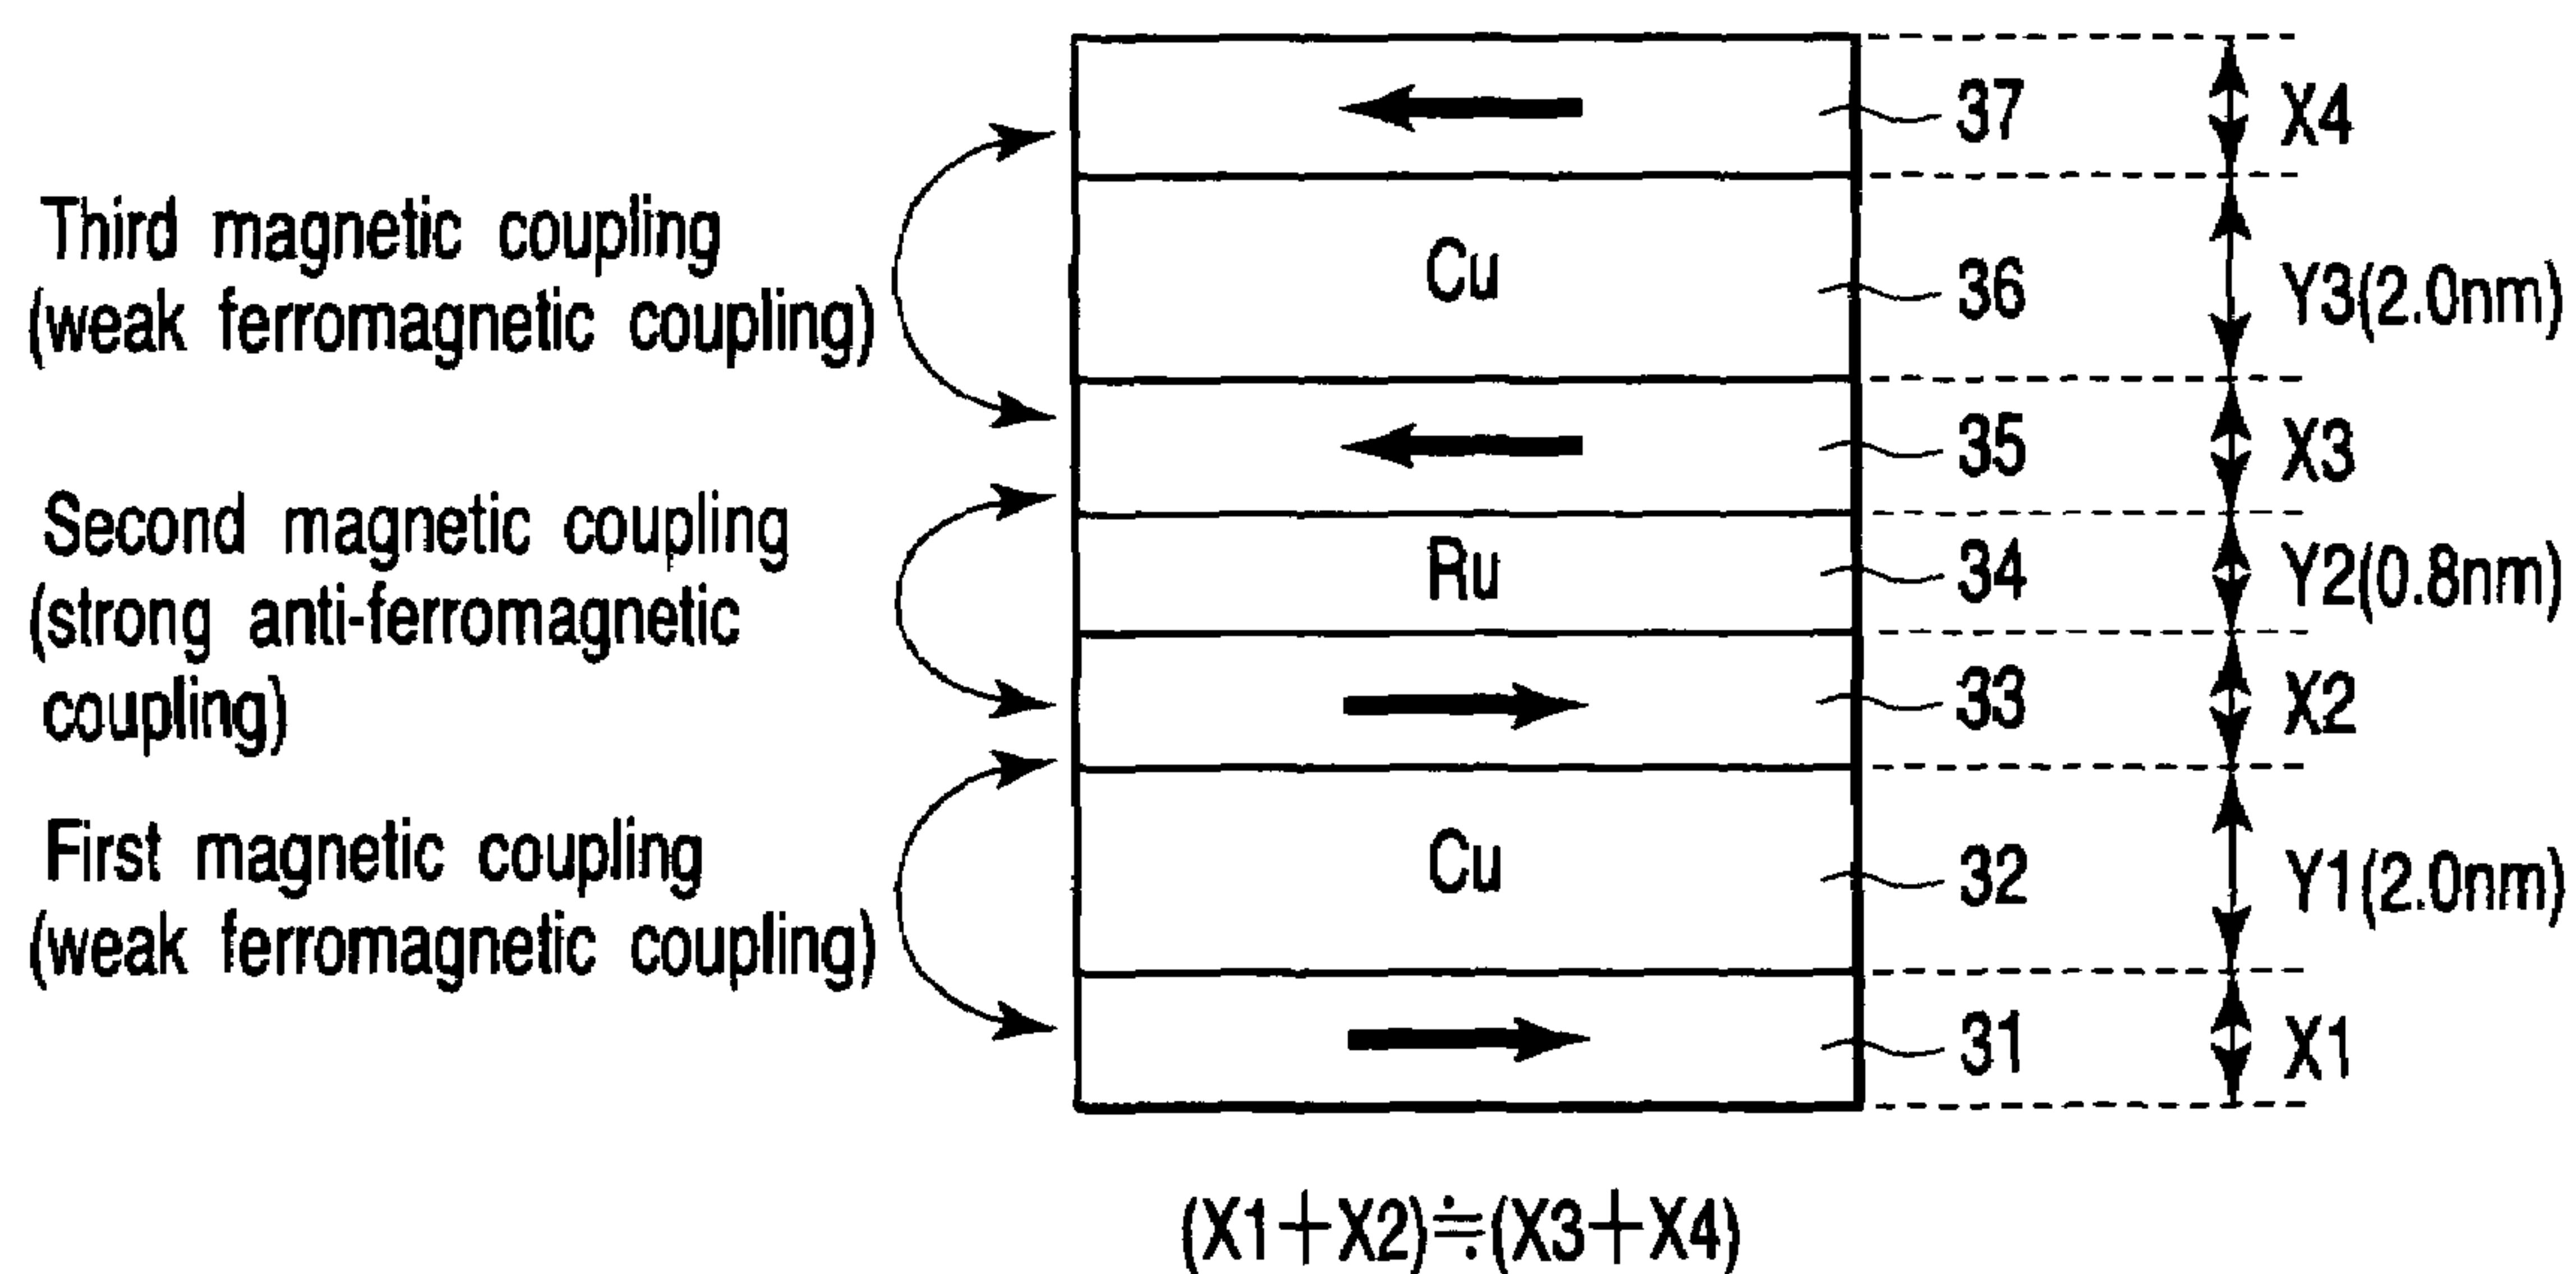 37
X4
Third magnetic coupling
(weak ferromagnetic coupling)
Cu
36
Y3(2.0nm)
35
X3
Second magnetic coupling
(strong anti-ferromagnetic
coupling)
Ru
34
Y2(0.8nm)
33
X2
First magnetic coupling
(weak ferromagnetic coupling)
Cu
32
Y1(2.0nm)
31
X1
(X1+X2)≒(X3+X4)